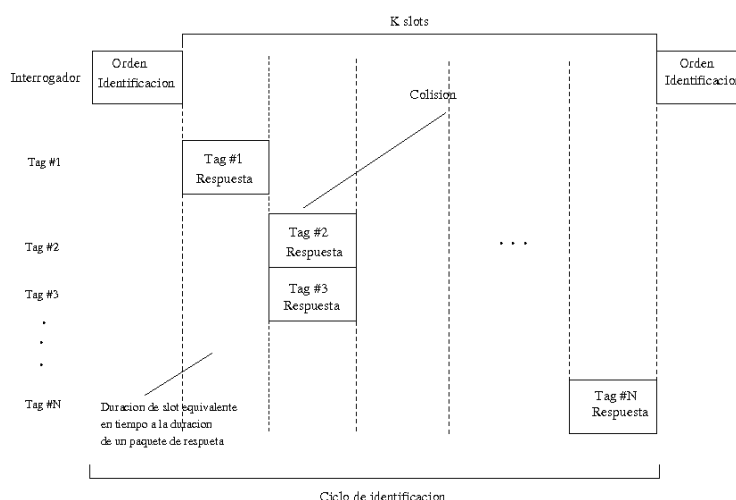 K slots
Interrogador
Orden
Identificacion
Orden
Identificacion
Colision
Tag #1
Tag #1
Respuesta
Tag #2
Tag #2
Respuesta
. . .
Tag #3
Tag #3
Respuesta
.
.
.
Tag #N
Tag #N
Respuesta
Duracion de slot equivalente
en tiempo a la duracion
de un paquete de respueta
Ciclo de identificacion